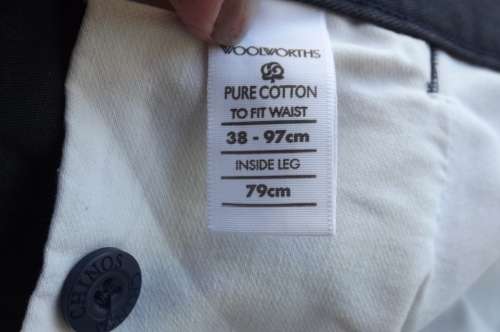 WOOLWORTHS
PURE COTTON
TO FIT WAIST
38 - 97cm
INSIDE LEG
79cm
CHINOS